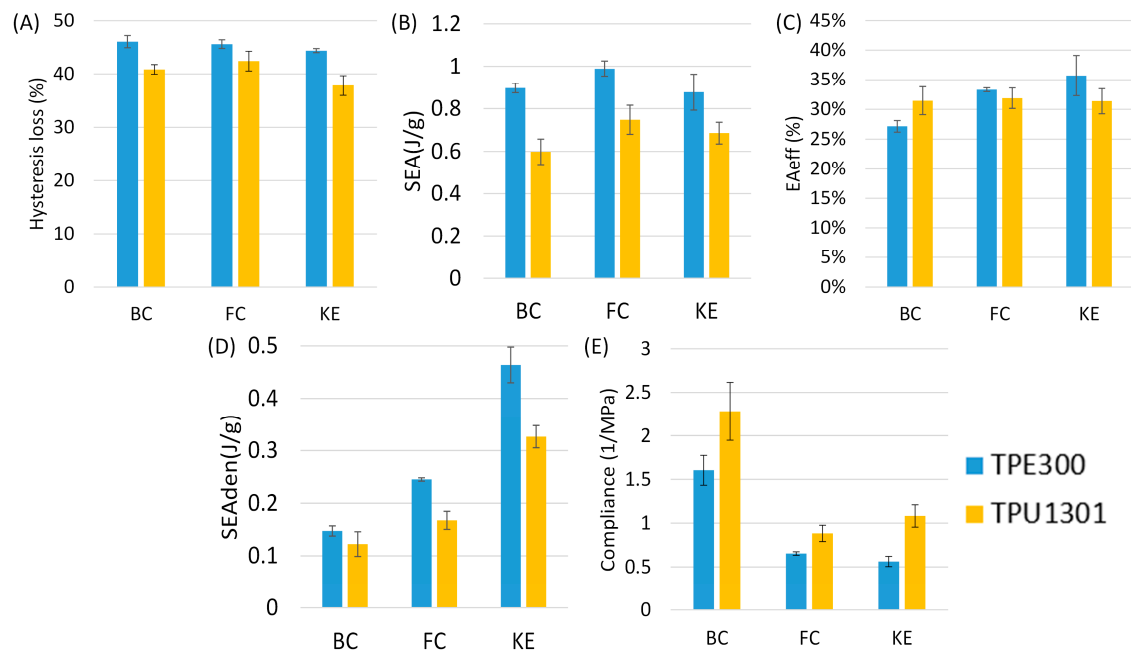 (A)
Hysteresis loss (%)
50
40
30
20
10
0
BC FC KE
(B)
SEA(J/g)
1.2
1
0.8
0.6
0.4
0.2
0
BC FC KE
(C)
EAeff (%)
45%
40%
35%
30%
25%
20%
15%
10%
5%
0%
BC FC KE
(D)
SEAden(J/g)
0.5
0.4
0.3
0.2
0.1
0
BC FC KE
(E)
Compliance (1/MPa)
3
2.5
2
1.5
1
0.5
0
BC FC KE
TPE300
TPU1301